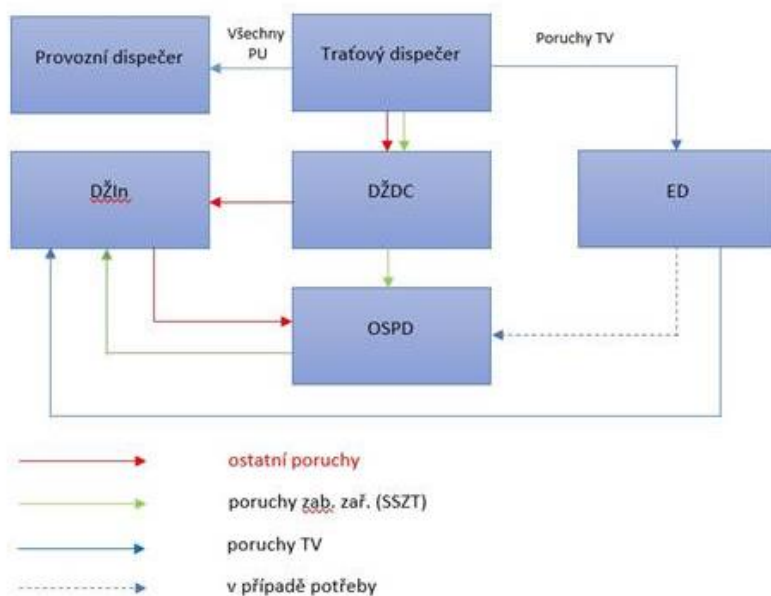 Provozní dispečer
Všechny
PU
Traťový dispečer
Poruchy TV
DŽIn
DŽDC
ED
OSPD
ostatní poruchy
poruchy zab. zař. (SSZT)
poruchy TV
v případě potřeby